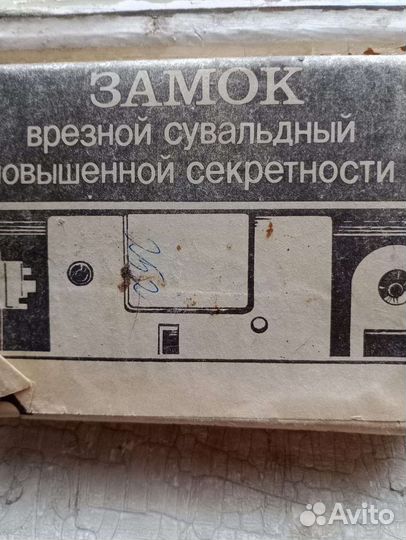 ЗАМОК
врезной сувальдный
повышенной секретности
Avito